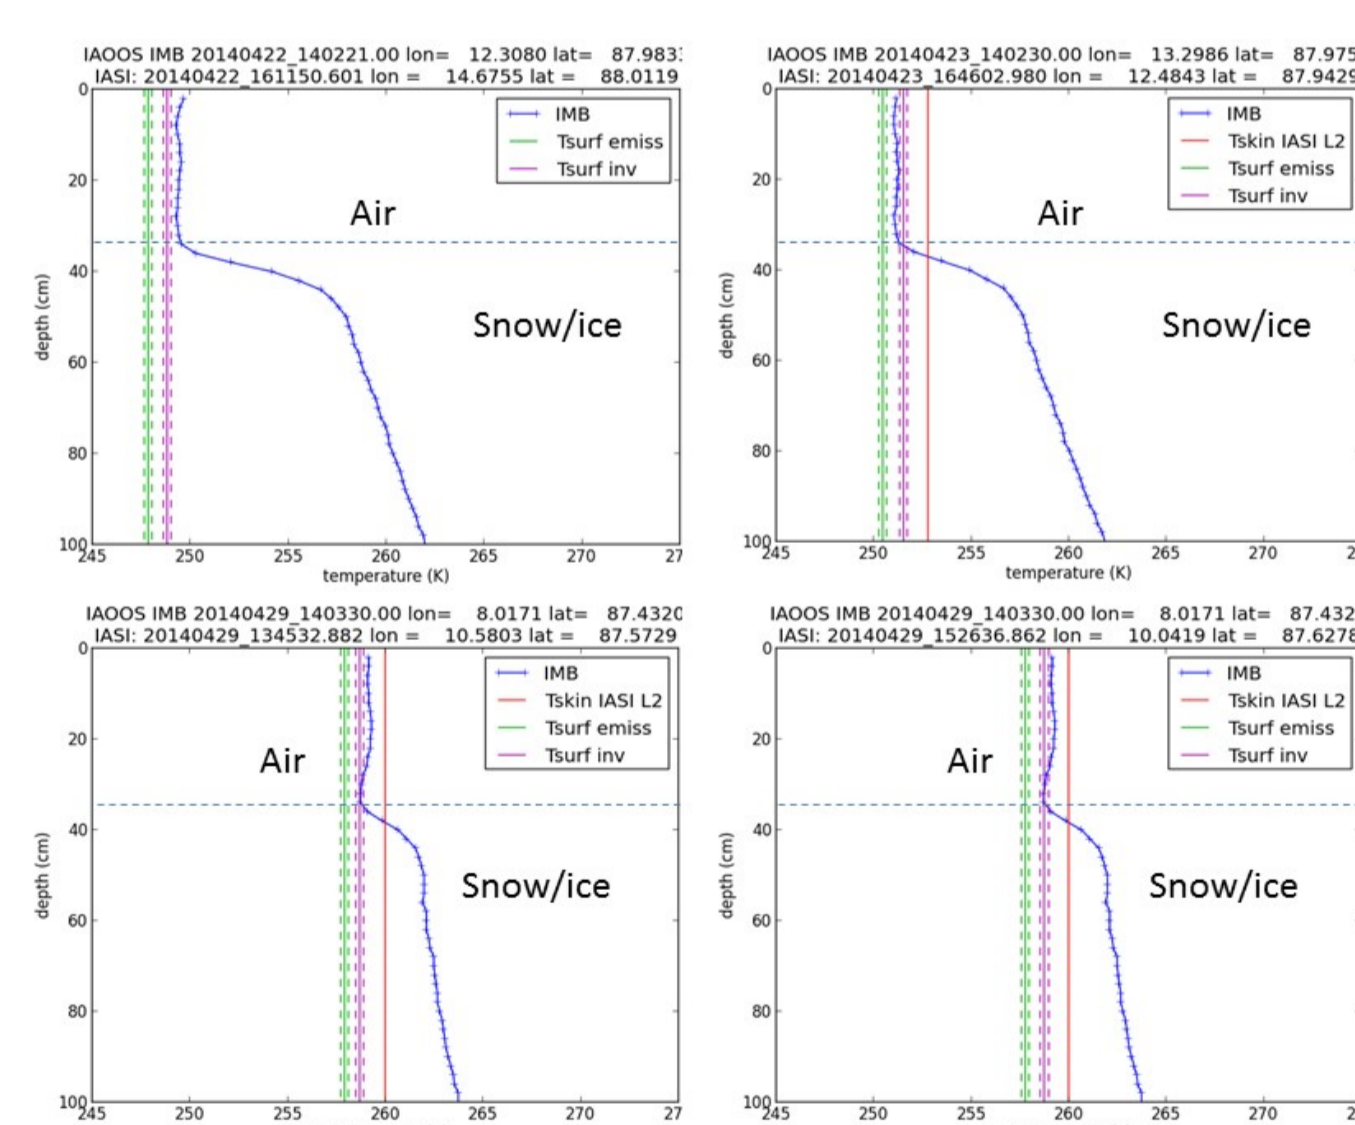 IAOOS IMB 20140422_140221.00 lon= 12.3080 lat= 87.983
IASI: 20140422_161150.601 lon = 14.6755 lat = 88.0119
0
20
40
60
80
100
depth (cm)
IMB
Tsurf emiss
Tsurf inv
Air
Snow/ice
245 250 255 260 265 270 27
temperature (K)
IAOOS IMB 20140423_140230.00 lon= 13.2986 lat= 87.975
IASI: 20140423_164602.980 lon = 12.4843 lat = 87.9429
0
20
40
60
80
100
depth (cm)
IMB
Tskin IASI L2
Tsurf emiss
Tsurf inv
Air
Snow/ice
245 250 255 260 265 270 27
temperature (K)
IAOOS IMB 20140429_140330.00 lon= 8.0171 lat= 87.4320
IASI: 20140429_134532.882 lon = 10.5803 lat = 87.5729
0
20
40
60
80
100
depth (cm)
IMB
Tskin IASI L2
Tsurf emiss
Tsurf inv
Air
Snow/ice
245 250 255 260 265 270 27
IAOOS IMB 20140429_140330.00 lon= 8.0171 lat= 87.432
IASI: 20140429_152636.862 lon = 10.0419 lat = 87.6278
0
20
40
60
80
100
depth (cm)
IMB
Tskin IASI L2
Tsurf emiss
Tsurf inv
Air
Snow/ice
245 250 255 260 265 270 27